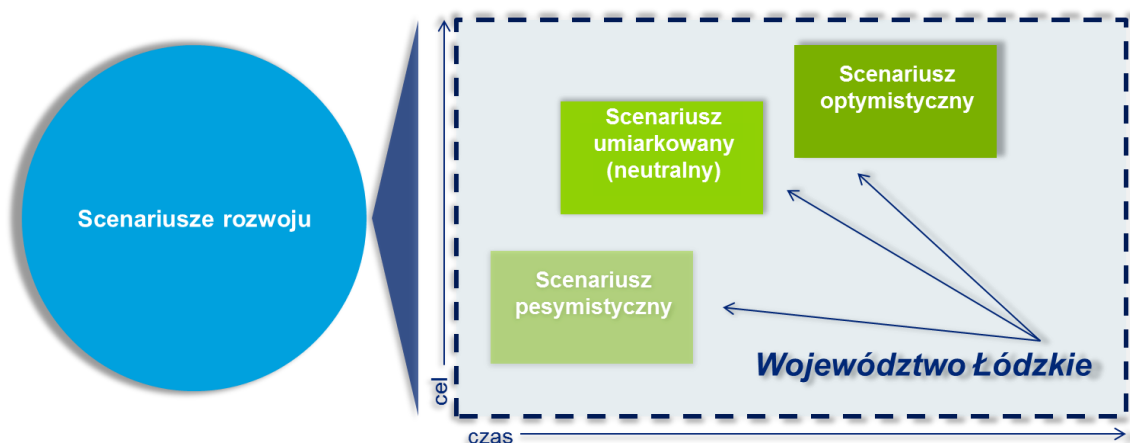 Scenariusze rozwoju
Scenariusz
optymistyczny
Scenariusz
umiarkowany
(neutralny)
Scenariusz
pesymistyczny
Województwo Łódzkie
cel
czas